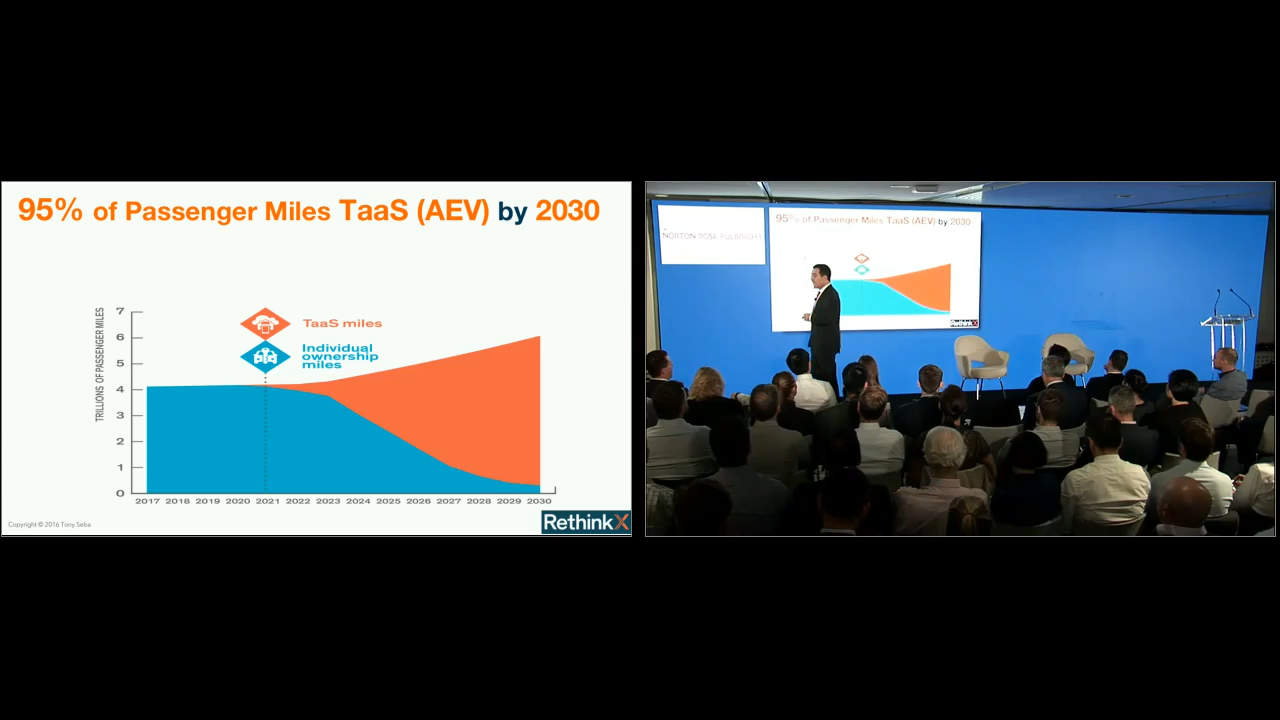 95% of Passenger Miles TaaS (AEV) by 2030
TRILLIONS OF PASSENGER MILES
7
6
5
4
3
2
1
0
TaaS miles
Individual
ownership
miles
2017 2018 2019 2020 2021 2022 2023 2024 2025 2026 2027 2028 2029 2030
Copyright © 2016 Tony Seba
RethinkX
NORTON ROSE FULBRIGHT
95% of Passenger Miles TaaS (AEV) by 2030
RethinkX